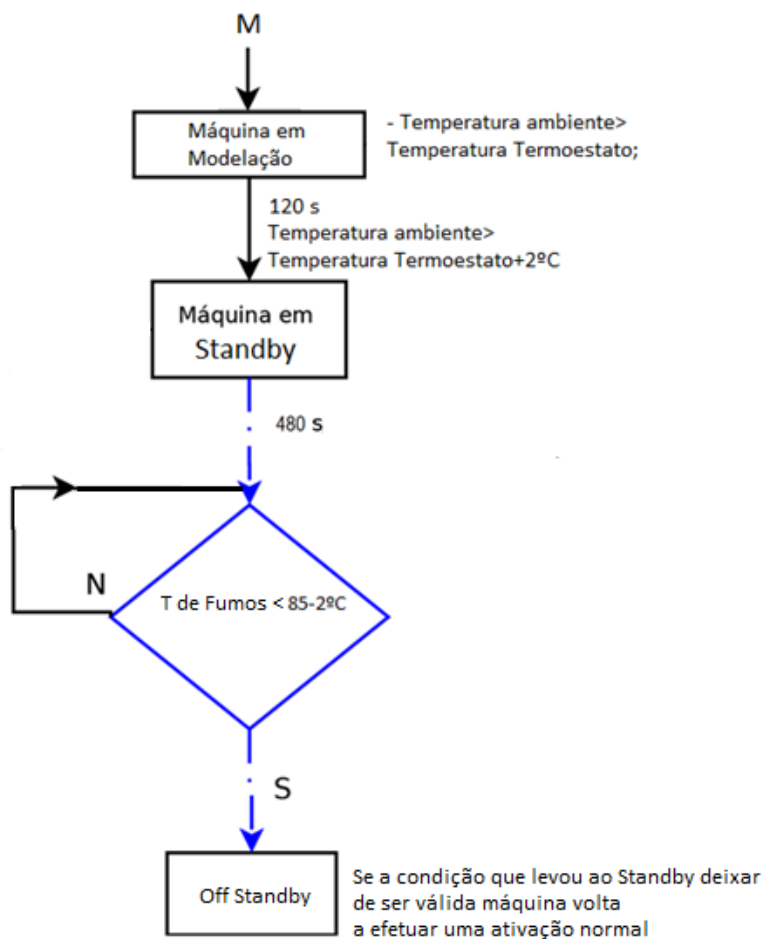 M
Máquina em
Modelação
- Temperatura ambiente>
Temperatura Termoestato;
120 s
Temperatura ambiente>
Temperatura Termoestato+2ºC
Máquina em
Standby
480 s
N
T de Fumos < 85-2ºC
S
Off Standby
Se a condição que levou ao Standby deixar
de ser válida máquina volta
a efetuar uma ativação normal